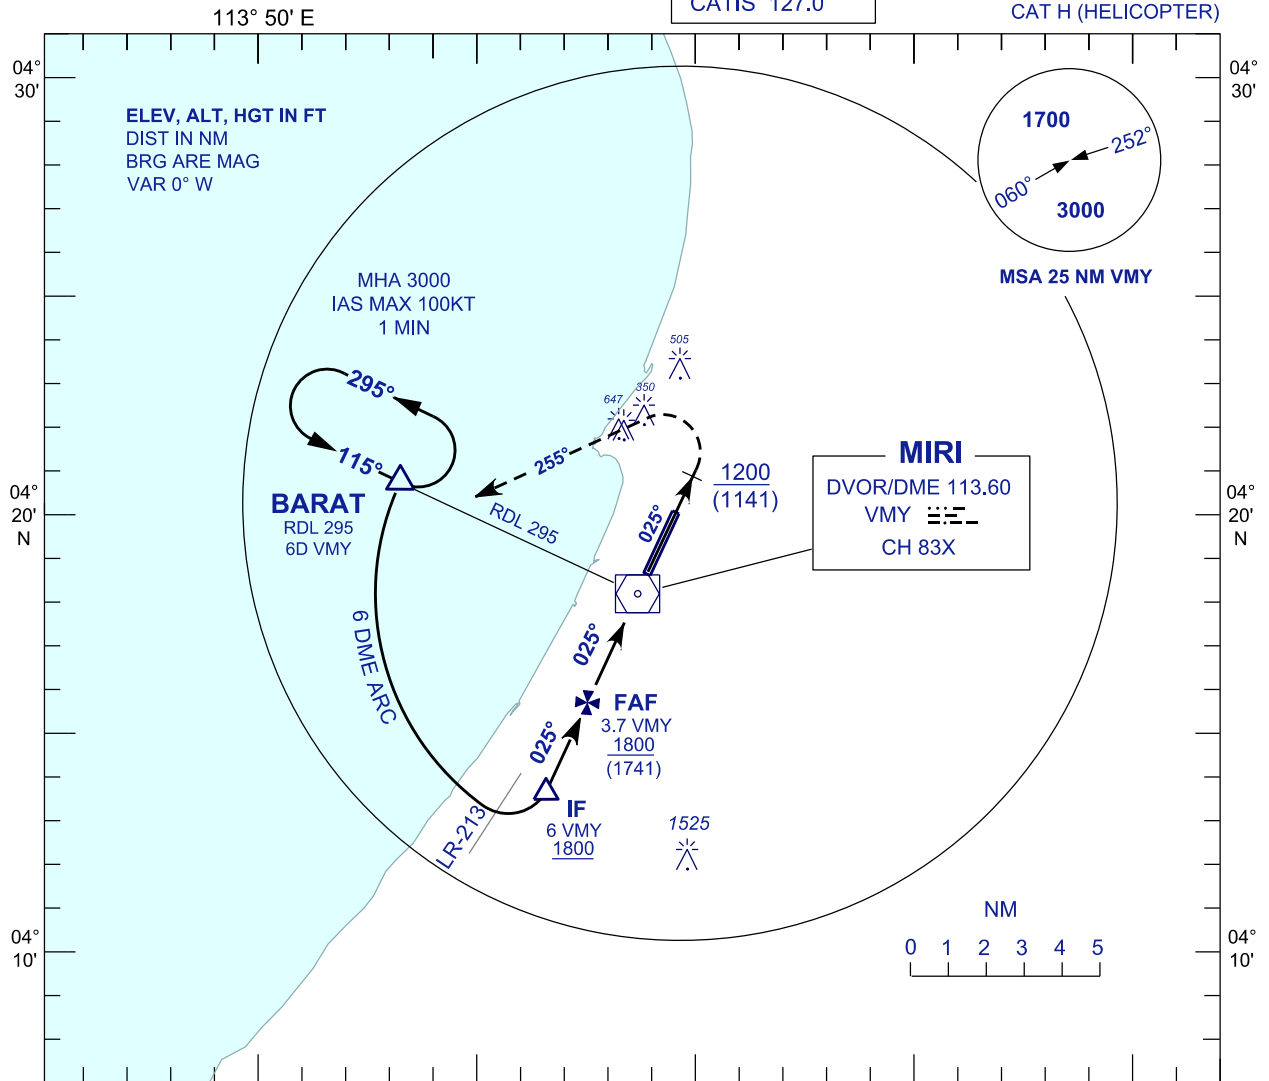 CATIS 127.0
113° 50' E
CAT H (HELICOPTER)
04°
30'
04°
30'
ELEV, ALT, HGT IN FT
DIST IN NM
BRG ARE MAG
VAR 0° W
1700
252°
060°
3000
MSA 25 NM VMY
MHA 3000
IAS MAX 100KT
1 MIN
295°
115°
505
350
647
255°
1200
(1141)
MIRI
DVOR/DME 113.60
VMY
CH 83X
04°
20'
N
04°
20'
N
BARAT
RDL 295
6D VMY
RDL 295
025°
6 DME ARC
025°
FAF
3.7 VMY
1800
(1741)
025°
IF
6 VMY
1800
LR-213
1525
NM
0 1 2 3 4 5
04°
10'
04°
10'